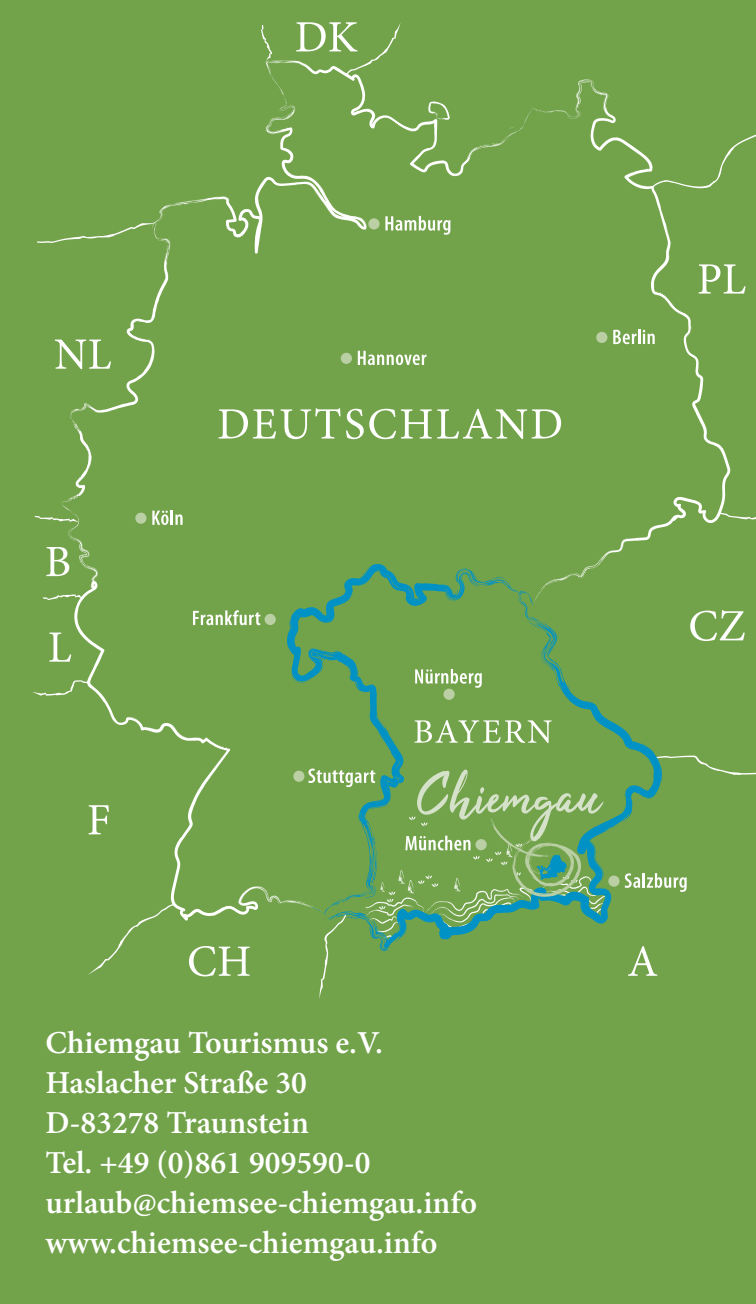 DK
Hamburg
PL
Berlin
NL
Hannover
DEUTSCHLAND
Köln
B
Frankfurt
CZ
L
Nürnberg
BAYERN
Stuttgart
Chiemgau
F
München
Salzburg
CH
A
Chiemgau Tourismus e.V.
Haslacher Straße 30
D-83278 Traunstein
Tel. +49 (0)861 909590-0
urlaub@chiemsee-chiemgau.info
www.chiemsee-chiemgau.info